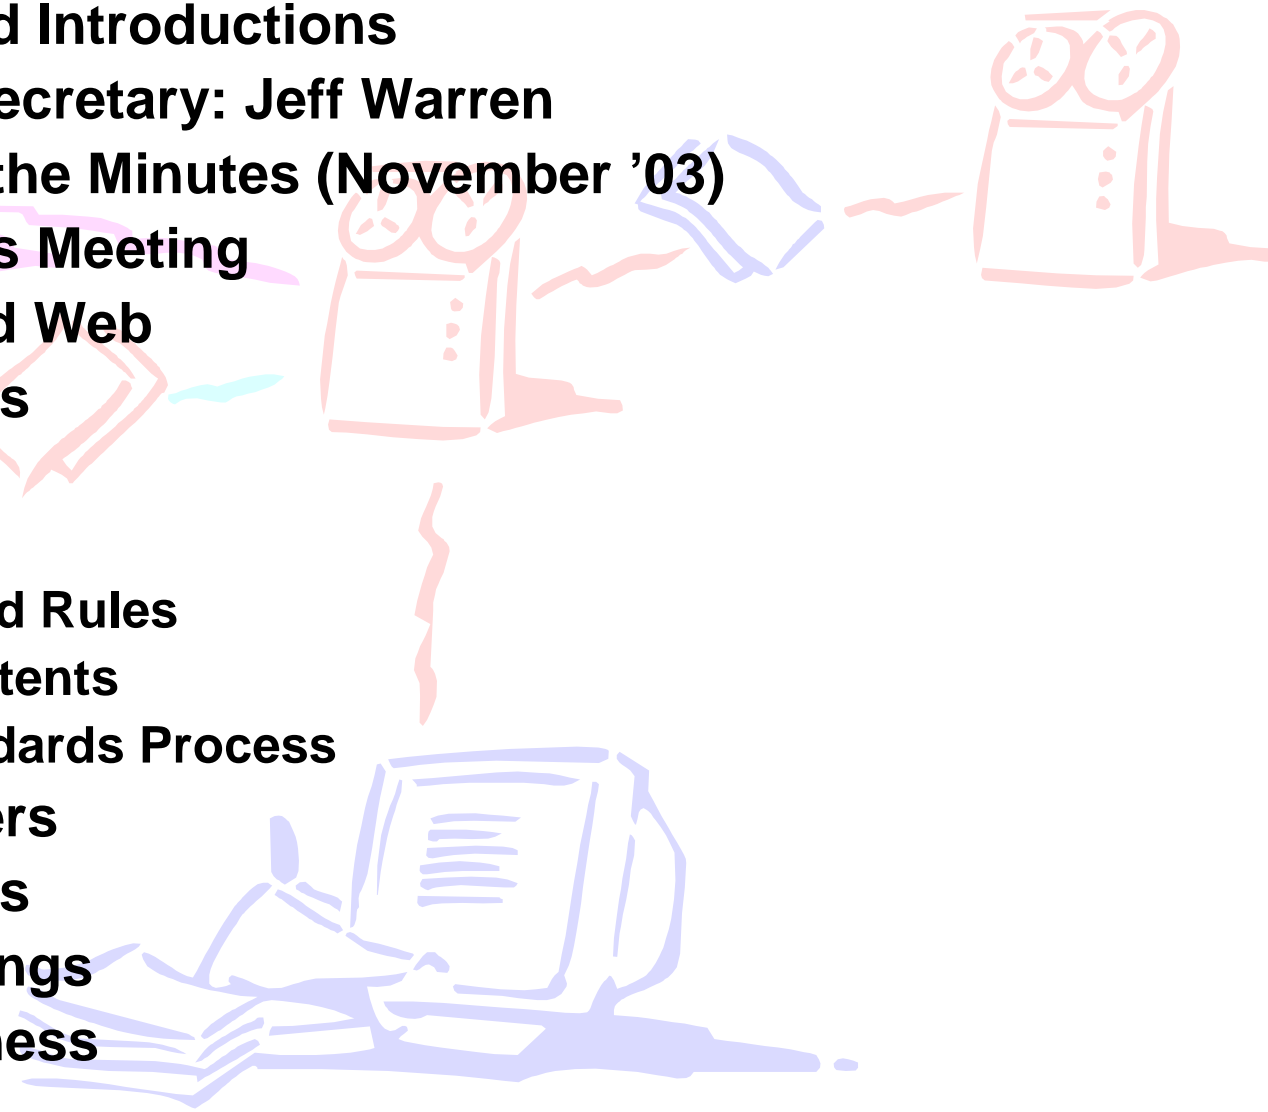 d Introductions
ecretary: Jeff Warren
the Minutes (November ’03)
s Meeting
d Web
s
d Rules
tents
dards Process
ers
s
ngs
ness